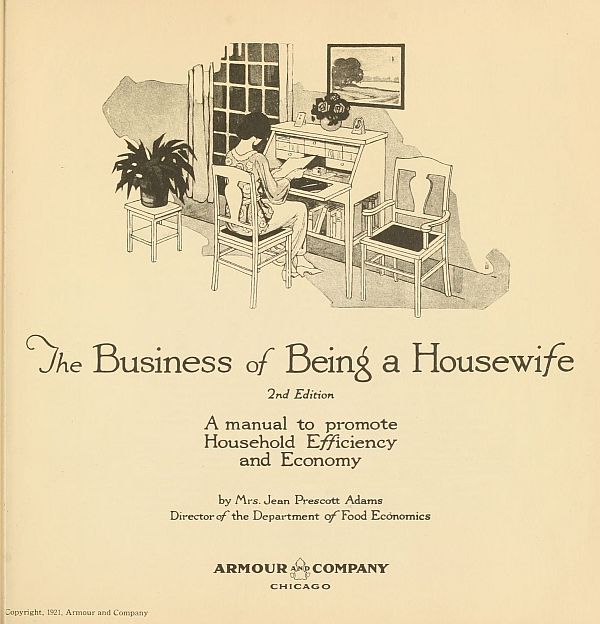 The Business of Being a Housewife
2nd Edition
A manual to promote
Household Efficiency
and Economy
by Mrs. Jean Prescott Adams
Director of the Department of Food Economics
ARMOUR AND COMPANY
CHICAGO
Copyright, 1921, Armour and Company